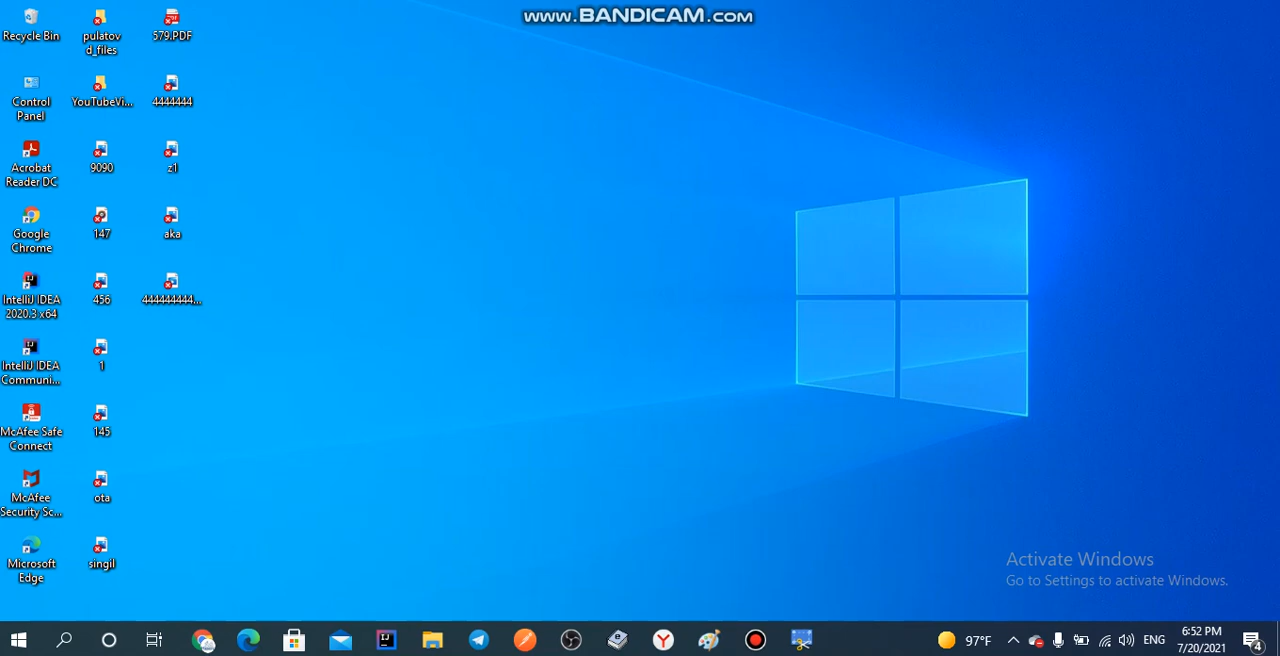 www.BANDICAM.com
Recycle Bin
pulatov
d_files
579.PDF
Control
Panel
YouTubeVi...
4444444
Acrobat
Reader DC
9090
z1
Google
Chrome
147
aka
IntelliJ IDEA
2020.3 x64
456
444444444...
IntelliJ IDEA
Communi...
1
McAfee Safe
Connect
145
McAfee
Security Sc...
ota
Microsoft
Edge
singil
Activate Windows
Go to Settings to activate Windows.
97°F
ENG
6:52 PM
7/20/2021
4